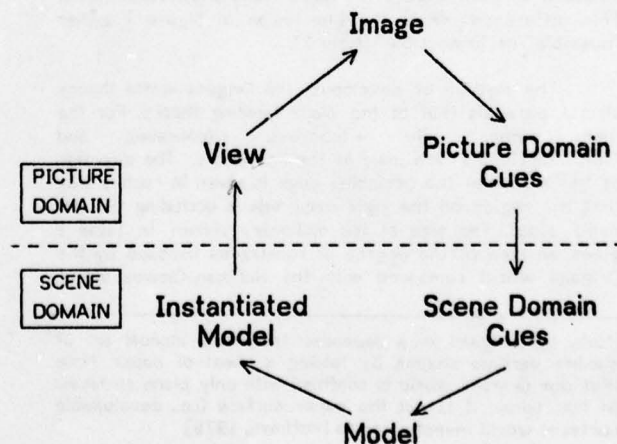 Image
View
Picture Domain
Cues
PICTURE
DOMAIN
SCENE
DOMAIN
Instantiated
Model
Scene Domain
Cues
Model